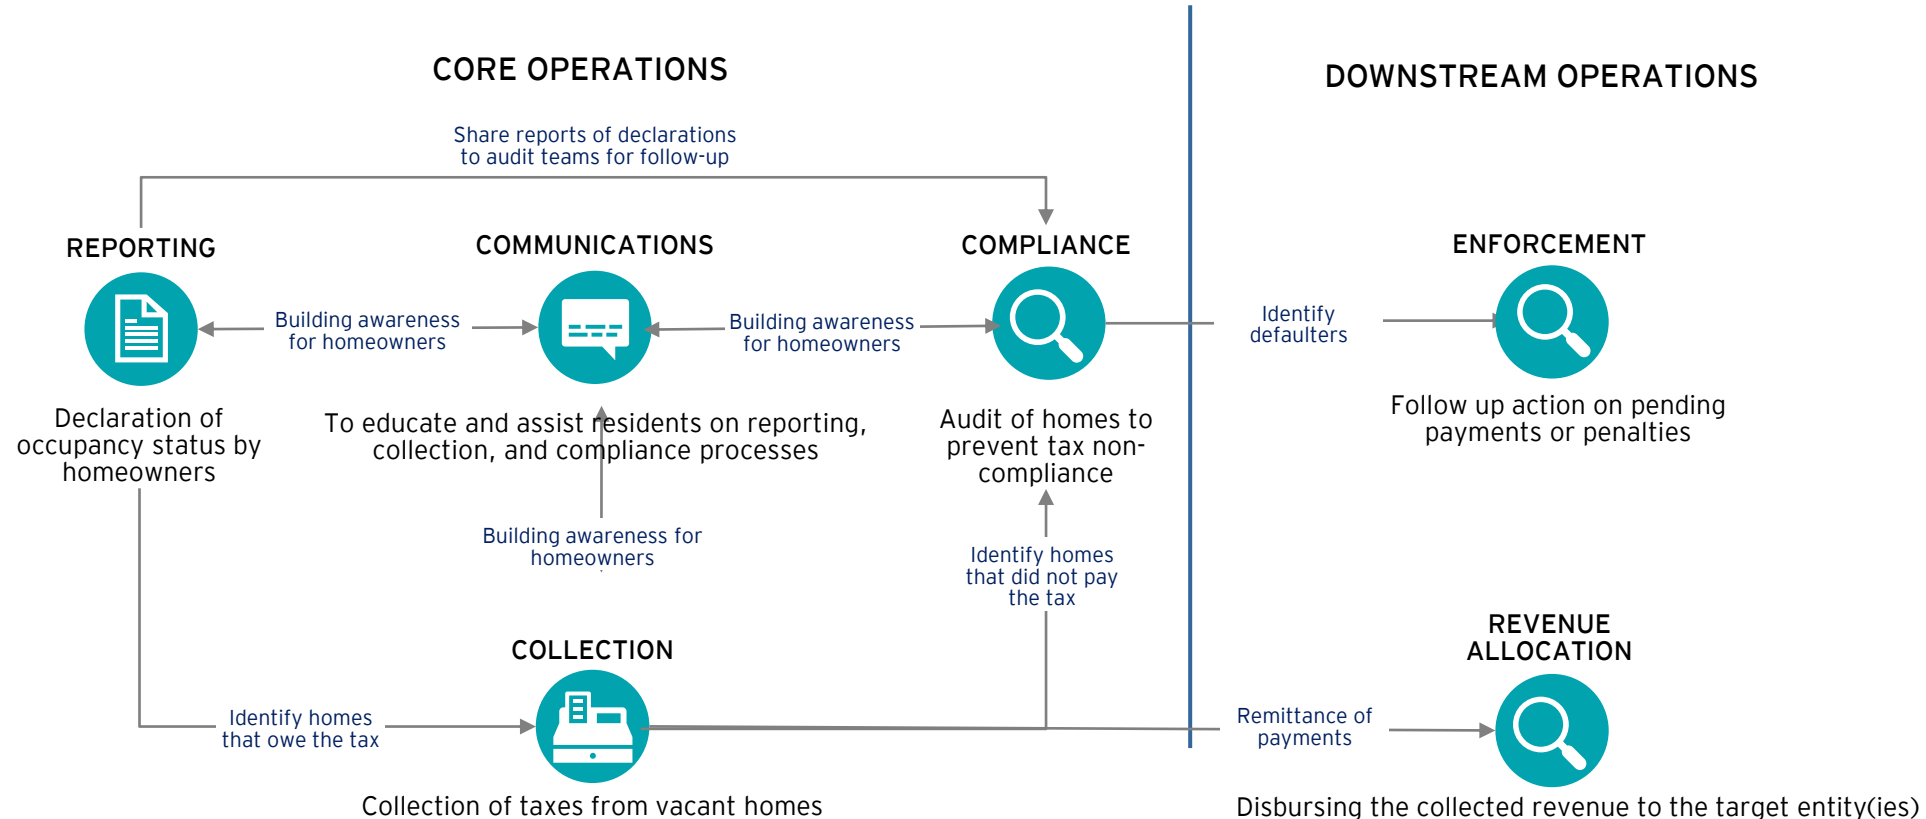 CORE OPERATIONS
DOWNSTREAM OPERATIONS
Share reports of declarations
to audit teams for follow-up
REPORTING
COMMUNICATIONS
COMPLIANCE
ENFORCEMENT
Building awareness
for homeowners
Building awareness
for homeowners
Identify
defaulters
Declaration of
occupancy status by
homeowners
To educate and assist residents on reporting,
collection, and compliance processes
Audit of homes to
prevent tax non-
compliance
Follow up action on pending
payments or penalties
Building awareness for
homeowners
Identify homes
that did not pay
the tax
COLLECTION
REVENUE
ALLOCATION
Identify homes
that owe the tax
Remittance of
payments
Collection of taxes from vacant homes
Disbursing the collected revenue to the target entity(ies)